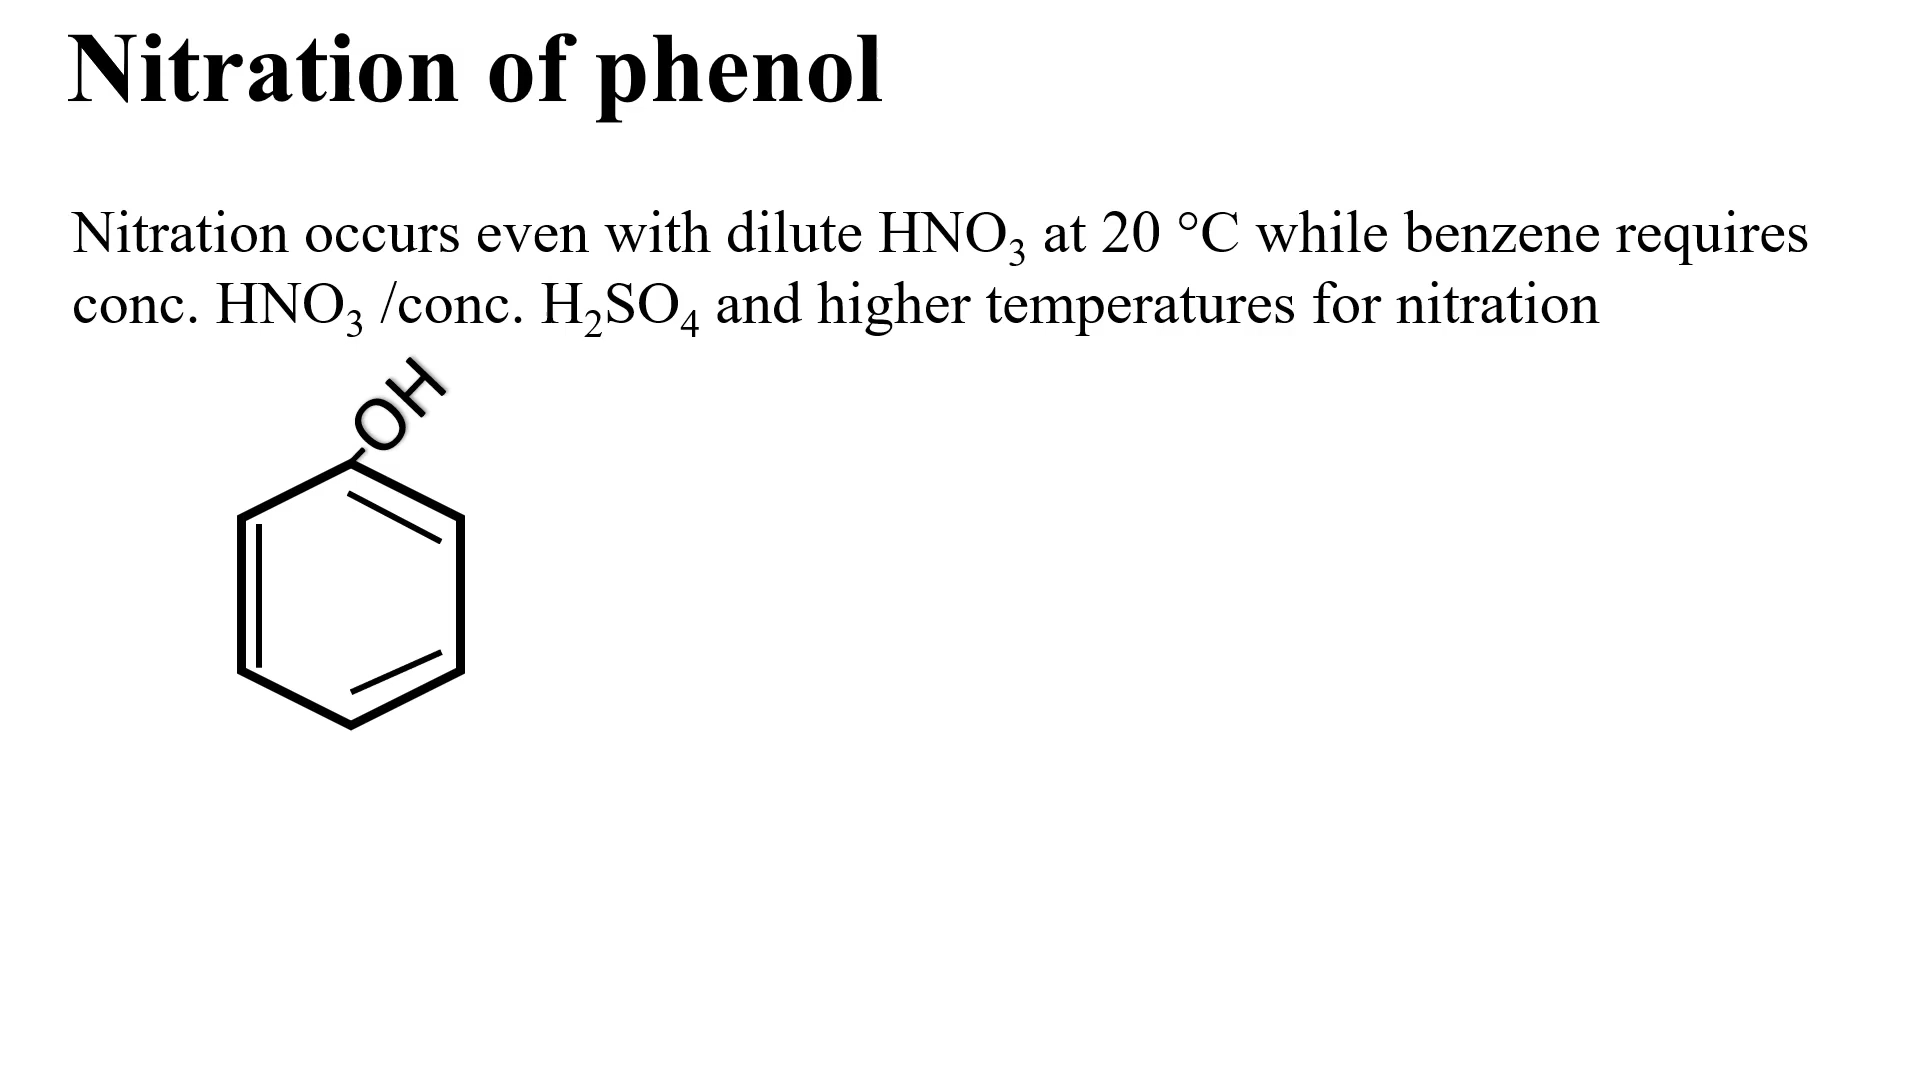 Nitration of phenol
Nitration occurs even with dilute HNO₃ at 20 °C while benzene requires
conc. HNO₃ /conc. H₂SO₄ and higher temperatures for nitration
OH